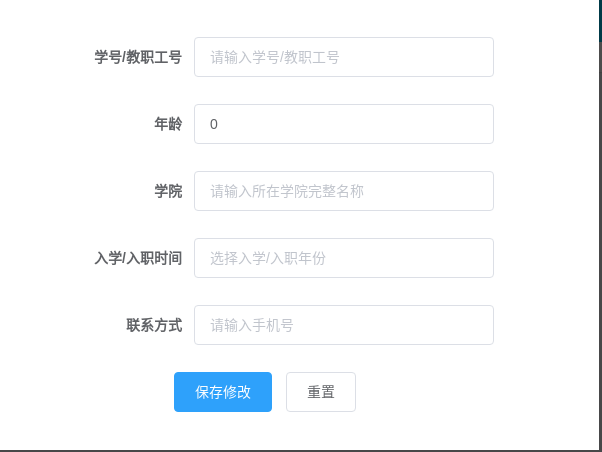 学号/教职工号 请输入学号/教职工号
年龄 0
学院 请输入所在学院完整名称
入学/入职时间 选择入学/入职年份
联系方式 请输入手机号
保存修改 重置